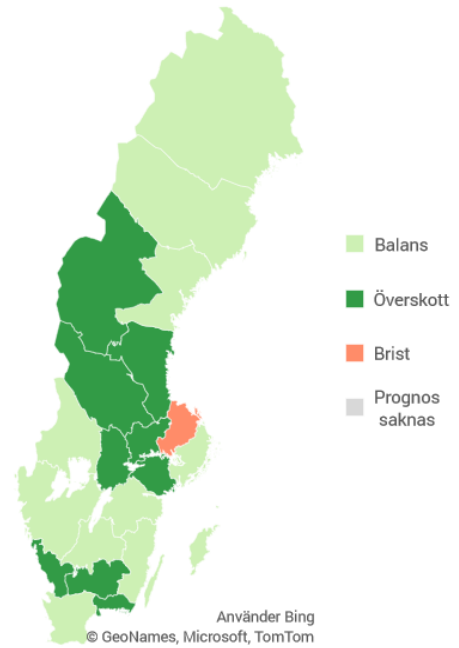 Balans
Överskott
Brist
Prognos
saknas
Använder Bing
© GeoNames, Microsoft, TomTom